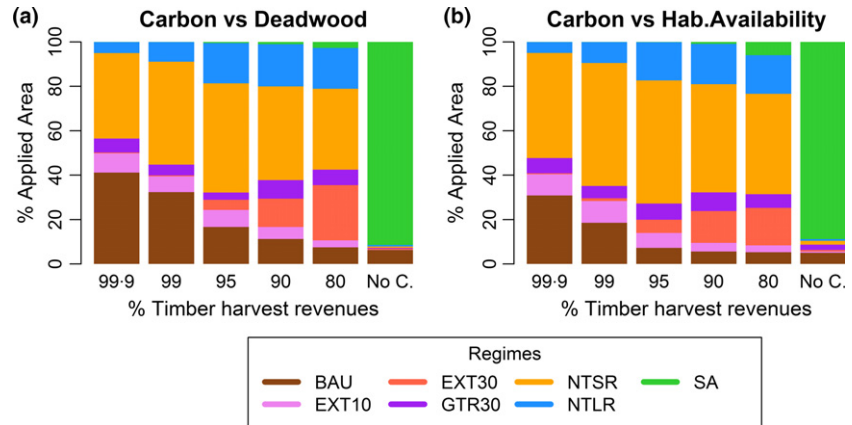 (a) Carbon vs Deadwood
% Applied Area
100
80
60
40
20
0
99·9 99 95 90 80 No C.
% Timber harvest revenues
(b) Carbon vs Hab.Availability
% Applied Area
100
80
60
40
20
0
99·9 99 95 90 80 No C.
% Timber harvest revenues
Regimes
BAU EXT30 NTSR SA
EXT10 GTR30 NTLR